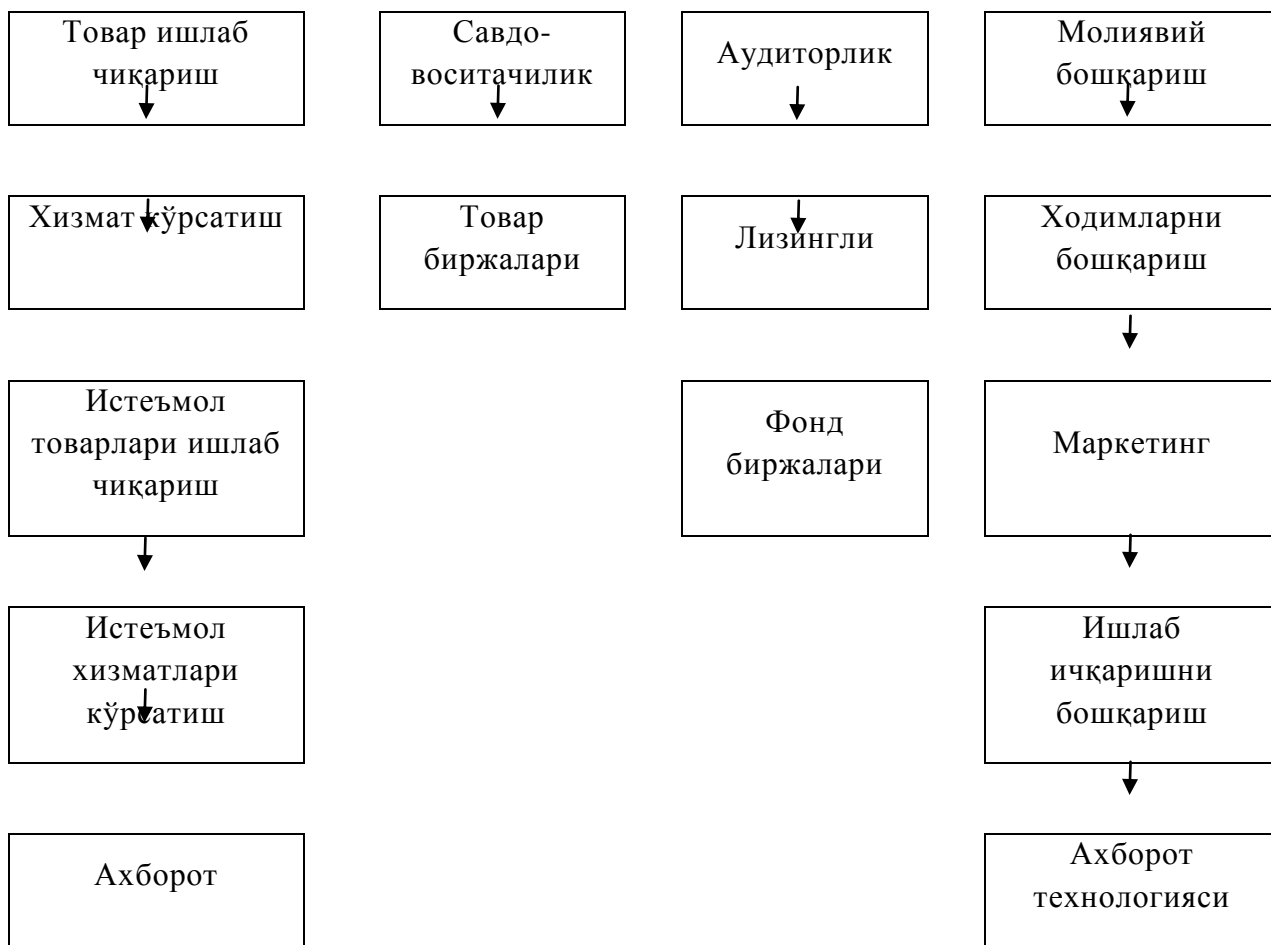 Товар ишлаб
чиқариш
Савдо-
воситачилик
Аудиторлик
Молиявий
бошқариш
Хизмат кўрсатиш
Товар
биржалари
Лизингли
Ходимларни
бошқариш
Истеъмол
товарлари ишлаб
чиқариш
Фонд
биржалари
Маркетинг
Истеъмол
хизматлари
кўрсатиш
Ишлаб
ичқаришни
бошқариш
Ахборот
Ахборот
технологияси